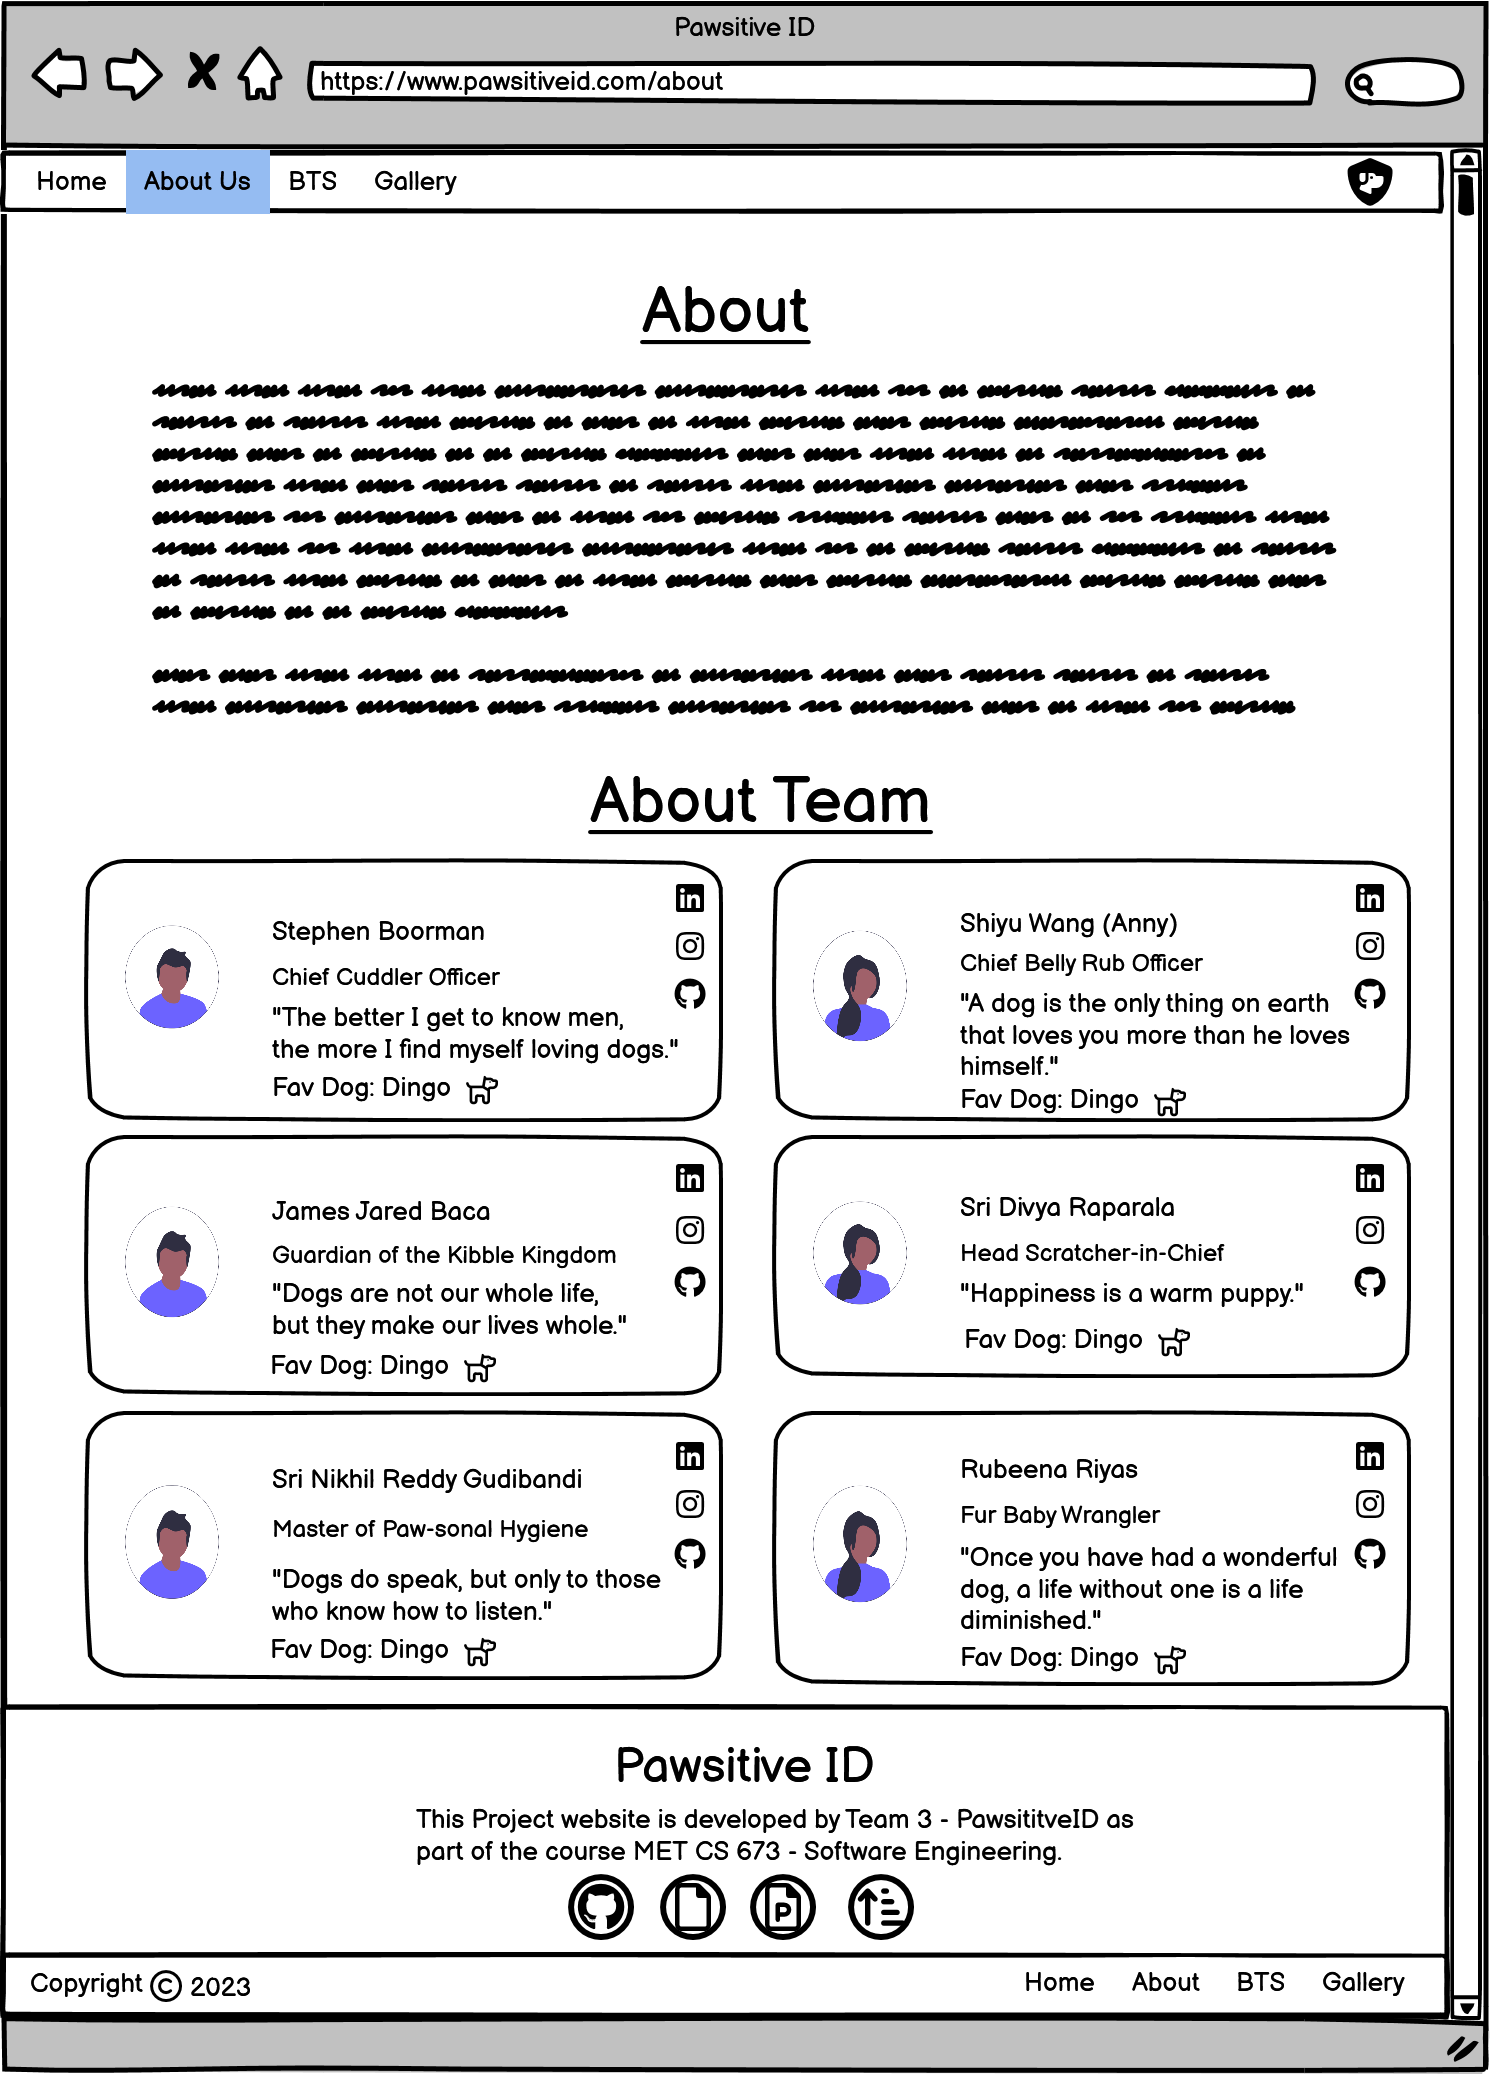 Pawsitive ID
https://www.pawsitiveid.com/about
Home About Us BTS Gallery
About
About Team
Stephen Boorman
Chief Cuddler Officer
"The better I get to know men,
the more I find myself loving dogs."
Fav Dog: Dingo
Shiyu Wang (Anny)
Chief Belly Rub Officer
"A dog is the only thing on earth
that loves you more than he loves
himself."
Fav Dog: Dingo
James Jared Baca
Guardian of the Kibble Kingdom
"Dogs are not our whole life,
but they make our lives whole."
Fav Dog: Dingo
Sri Divya Raparala
Head Scratcher-in-Chief
"Happiness is a warm puppy."
Fav Dog: Dingo
Sri Nikhil Reddy Gudibandi
Master of Paw-sonal Hygiene
"Dogs do speak, but only to those
who know how to listen."
Fav Dog: Dingo
Rubeena Riyas
Fur Baby Wrangler
"Once you have had a wonderful
dog, a life without one is a life
diminished."
Fav Dog: Dingo
Pawsitive ID
This Project website is developed by Team 3 - PawsititveID as
part of the course MET CS 673 - Software Engineering.
Copyright © 2023
Home About BTS Gallery